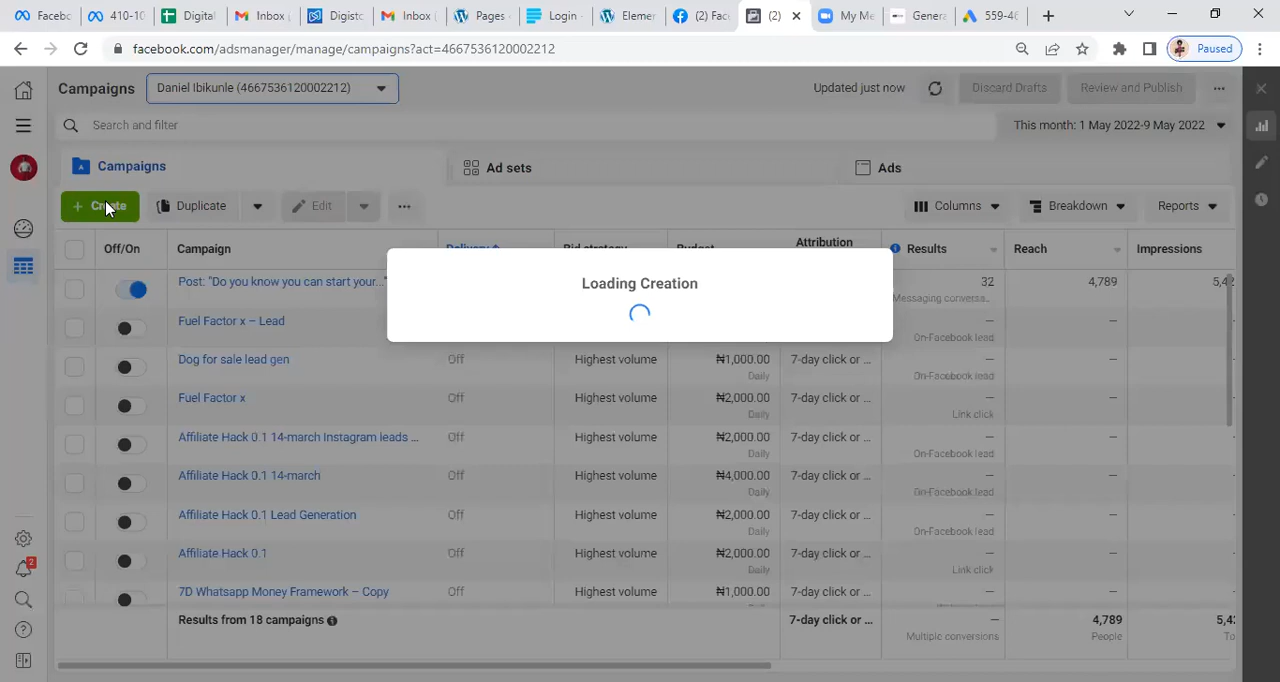 Facebo
410-10
Digital
Inbox (
Digisto
Inbox (
Pages
Login -
Elemer
(2) Fac
(2)
My Me
Genera
559-46
facebook.com/adsmanager/manage/campaigns?act=4667536120002212
Paused
Campaigns
Daniel Ibikunle (4667536120002212)
Updated just now
Discard Drafts
Review and Publish
Search and filter
This month: 1 May 2022-9 May 2022
Campaigns
Ad sets
Ads
+ Create
Duplicate
Edit
Columns
Breakdown
Reports
Off/On
Campaign
Delivery
Bid strategy
Budget
Attribution
Results
Reach
Impressions
Post: "Do you know you can start your..."
32
Messaging conversa...
4,789
5,42
Fuel Factor x – Lead
—
On-Facebook lead
—
Dog for sale lead gen
Off
Highest volume
₦1,000.00
Daily
7-day click or ...
—
On-Facebook lead
—
Fuel Factor x
Off
Highest volume
₦2,000.00
Daily
7-day click or ...
—
Link click
—
Affiliate Hack 0.1 14-march Instagram leads ...
Off
Highest volume
₦2,000.00
Daily
7-day click or ...
—
On-Facebook lead
—
Affiliate Hack 0.1 14-march
Off
Highest volume
₦4,000.00
Daily
7-day click or ...
—
On-Facebook lead
—
Affiliate Hack 0.1 Lead Generation
Off
Highest volume
₦2,000.00
Daily
7-day click or ...
—
On-Facebook lead
—
Affiliate Hack 0.1
Off
Highest volume
₦2,000.00
Daily
7-day click or ...
—
Link click
—
7D Whatsapp Money Framework – Copy
Off
Highest volume
₦1,000.00
7-day click or ...
—
—
Results from 18 campaigns
7-day click or ...
—
Multiple conversions
4,789
People
5,42
To
Loading Creation
2